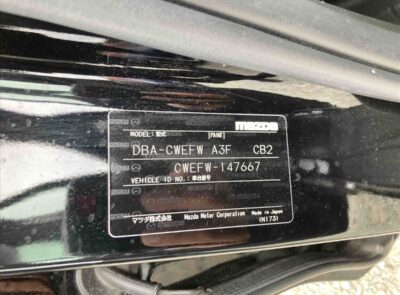 mazda
MODEL: 型式
DBA-CWEFW A3F CB2
CWEFW-147667
VEHICLE ID NO.: 車台番号
マツダ株式会社 Mazda Motor Corporation Made in Japan
(N173)